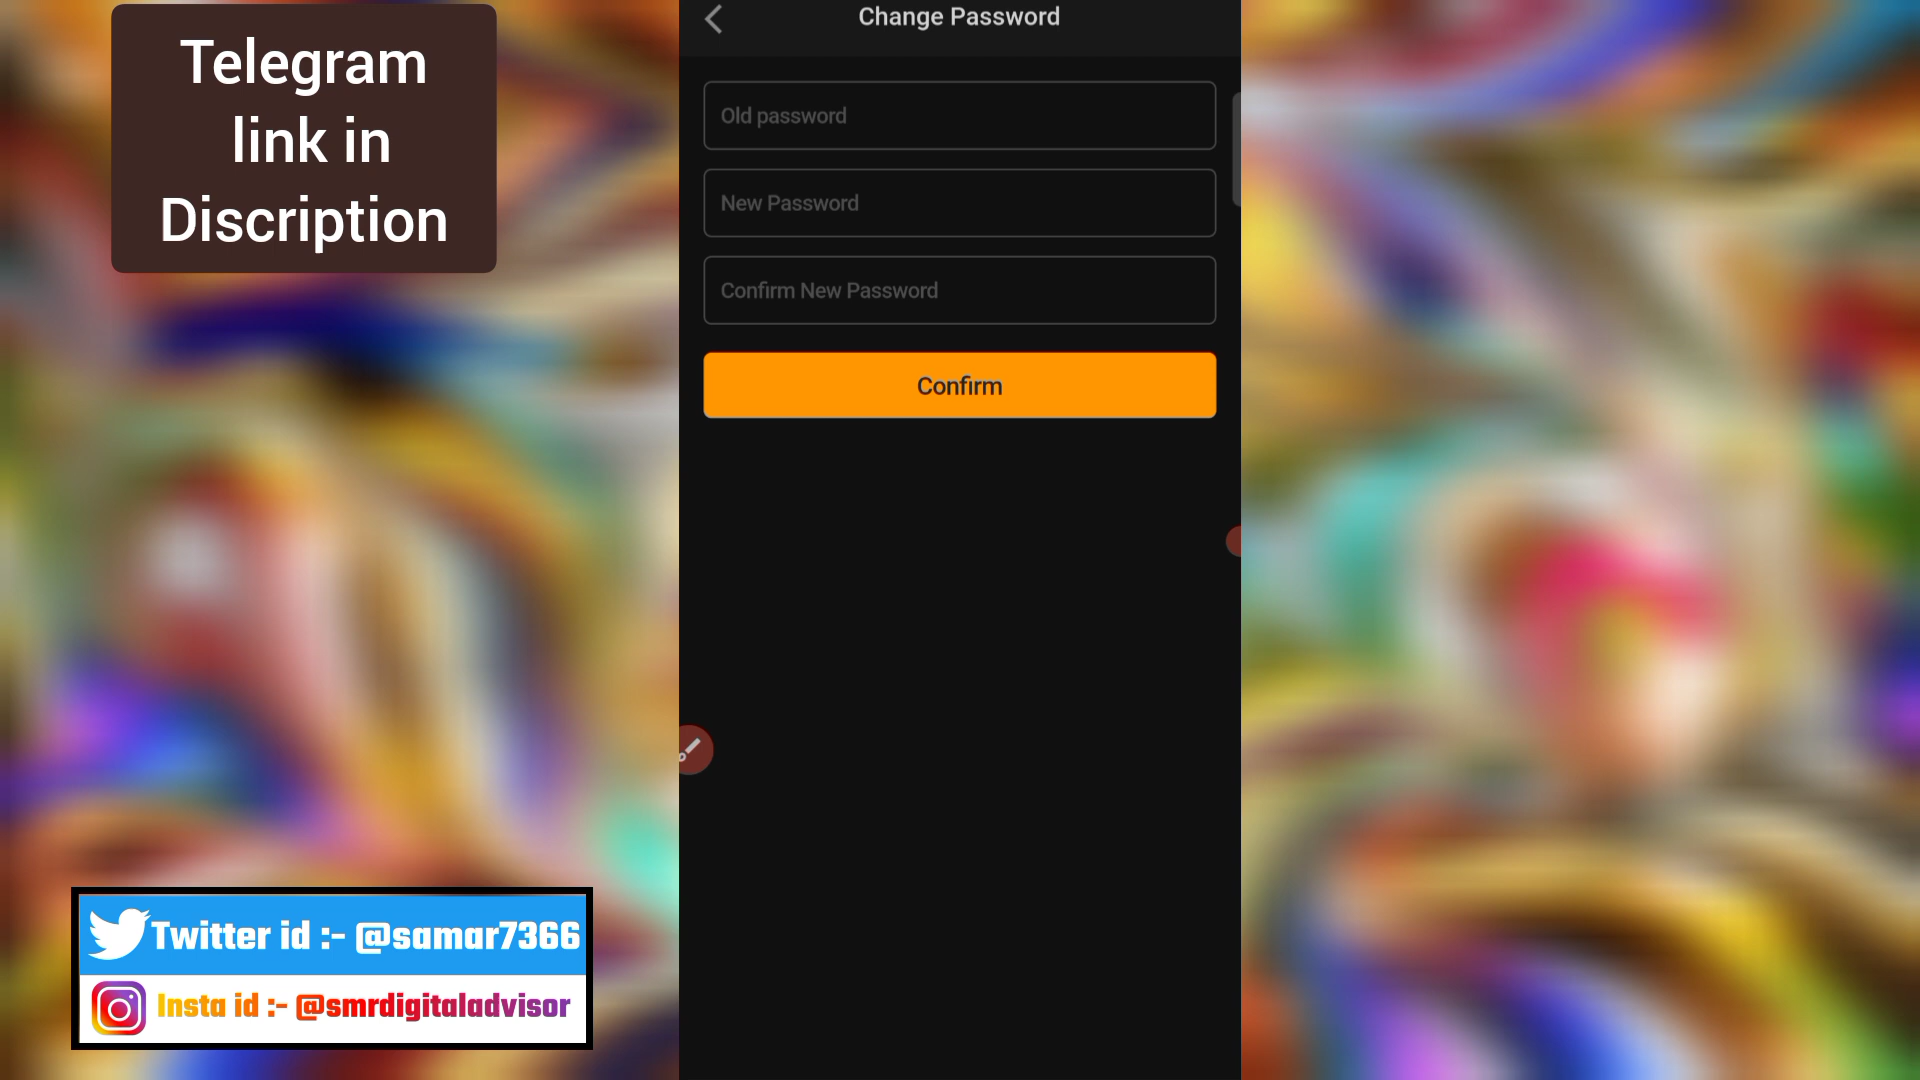 Telegram
link in
Discription
Change Password
Old password
New Password
Confirm New Password
Confirm
Twitter id :- @samar7366
Insta id :- @smrdigitaladvisor